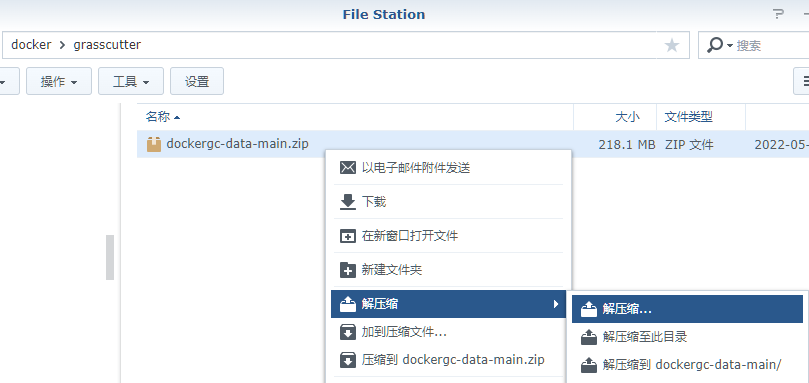 File Station
docker > grasscutter
搜索
操作 工具 设置
名称 大小 文件类型
dockergc-data-main.zip 218.1 MB ZIP 文件 2022-05-
以电子邮件附件发送
下载
在新窗口打开文件
新建文件夹
解压缩 解压缩...
加到压缩文件... 解压缩至此目录
压缩到 dockergc-data-main.zip 解压缩到 dockergc-data-main/